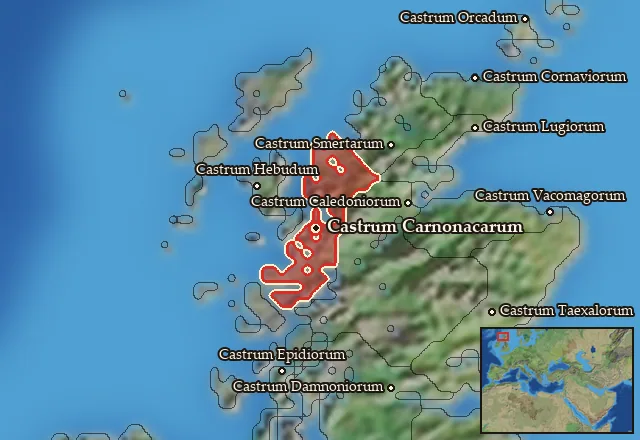 Castrum Orcadum
Castrum Cornaviorum
Castrum Lugiorum
Castrum Smertarum
Castrum Hebudum
Castrum Caledoniorum
Castrum Vacomagorum
Castrum Carnonacarum
Castrum Taexalorum
Castrum Epidiorum
Castrum Damnoniorum